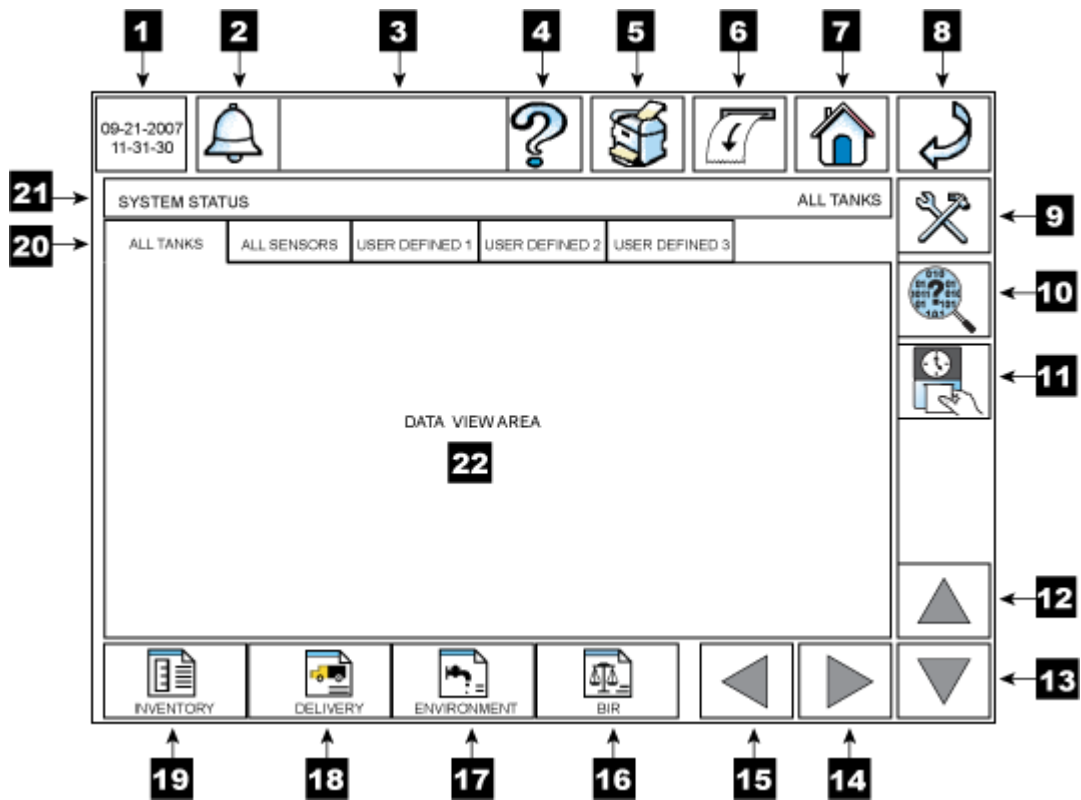 1 2 3 4 5 6 7 8
09-21-2007
11-31-30
21
SYSTEM STATUS ALL TANKS
9
20
ALL TANKS ALL SENSORS USER DEFINED 1 USER DEFINED 2 USER DEFINED 3
10
11
DATA VIEW AREA
22
12
13
INVENTORY DELIVERY ENVIRONMENT BIR
19 18 17 16 15 14